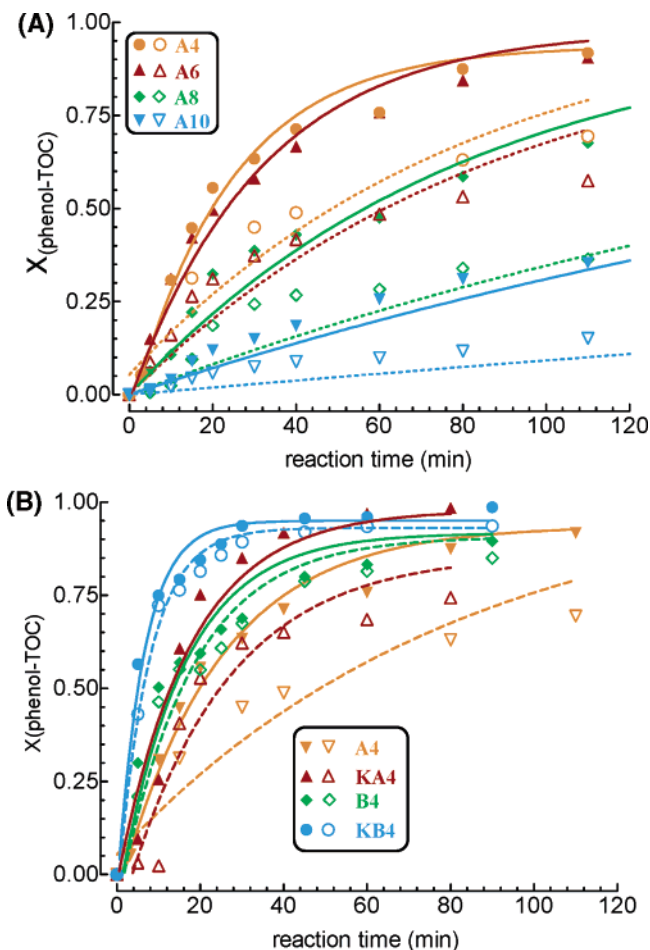 (A)
1.00
A4
A6
A8
A10
0.75
0.50
0.25
0.00
X(phenol-TOC)
0 20 40 60 80 100 120
reaction time (min)
(B)
1.00
0.75
0.50
0.25
0.00
X(phenol-TOC)
A4
KA4
B4
KB4
0 20 40 60 80 100 120
reaction time (min)